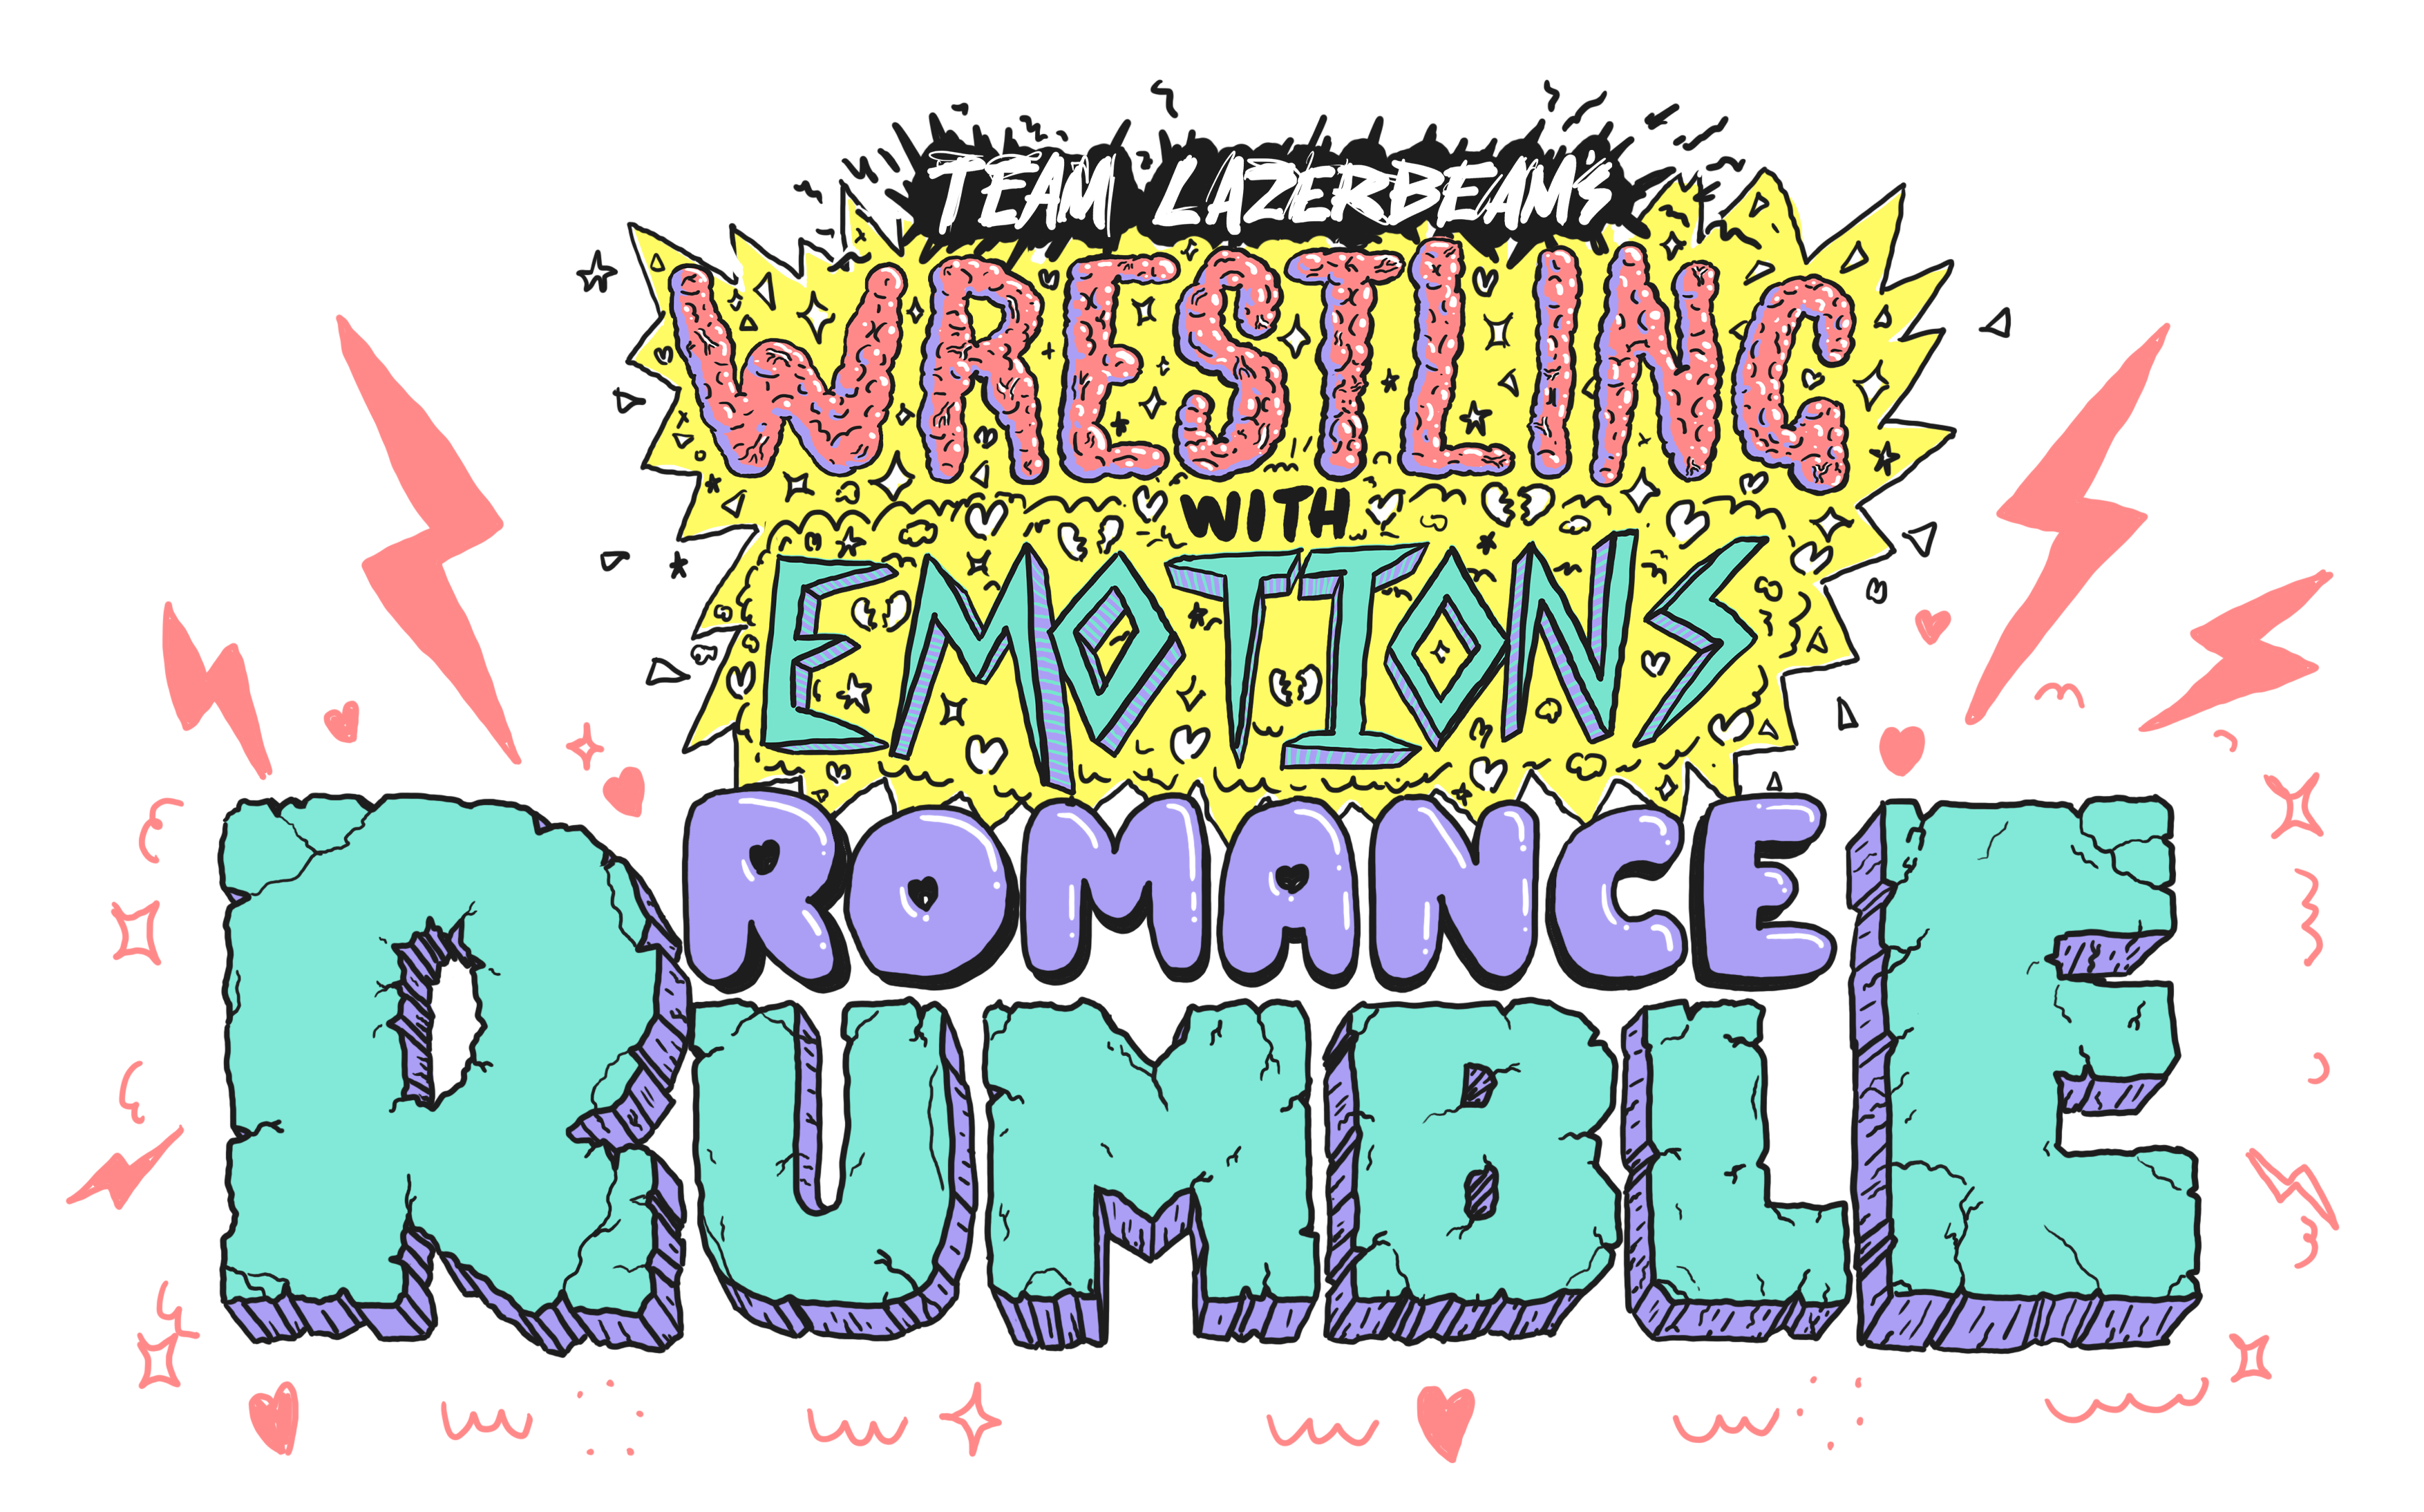 TEAM LAZERBEAM's
WRESTLING
WITH
EMOTIONS
ROMANCE
RUMBLE